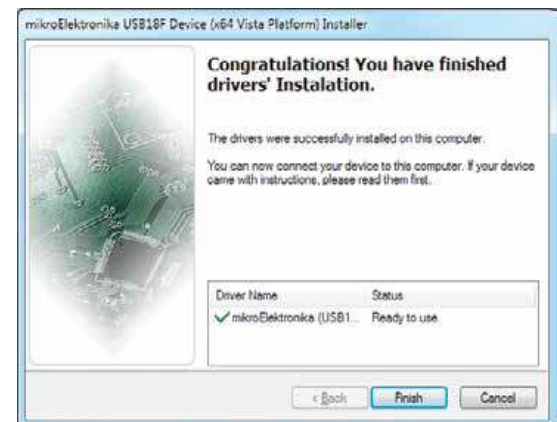 mikroElektronika USB18F Device (x64 Vista Platform) Installer
Congratulations! You have finished
drivers' Instalation.
The drivers were successfully installed on this computer.
You can now connect your device to this computer. If your device
came with instructions, please read them first.
Driver Name Status
mikroElektronika (USB1... Ready to use
< Back Finish Cancel